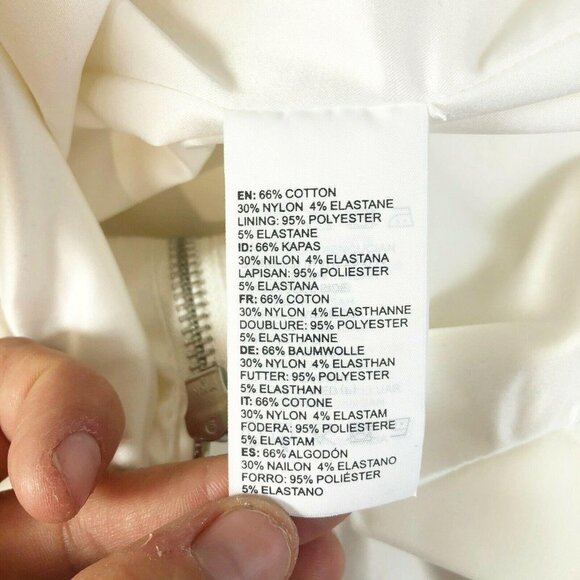 EN: 66% COTTON
30% NYLON 4% ELASTANE
LINING: 95% POLYESTER
5% ELASTANE
ID: 66% KAPAS
30% NILON 4% ELASTANA
LAPISAN: 95% POLIESTER
5% ELASTANA
FR: 66% COTON
30% NYLON 4% ELASTHANNE
DOUBLURE: 95% POLYESTER
5% ELASTHANNE
DE: 66% BAUMWOLLE
30% NYLON 4% ELASTHAN
FUTTER: 95% POLYESTER
5% ELASTHAN
IT: 66% COTONE
30% NYLON 4% ELASTAM
FODERA: 95% POLIESTERE
5% ELASTAM
ES: 66% ALGODÓN
30% NAILON 4% ELASTANO
FORRO: 95% POLIÉSTER
5% ELASTANO